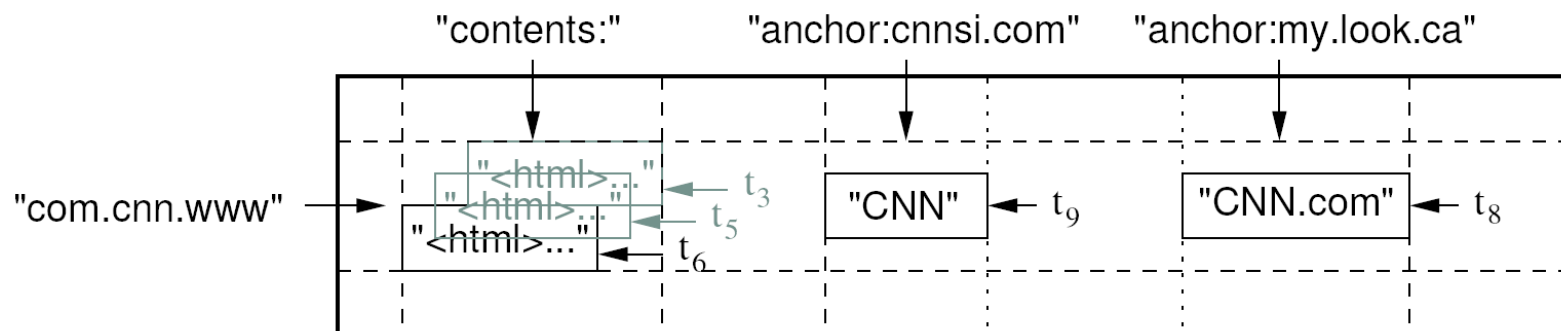 "contents:" "anchor:cnnsi.com" "anchor:my.look.ca"
"<html>..." t3
"com.cnn.www" "<html>..." t5 "CNN" t9 "CNN.com" t8
"<html>..." t6